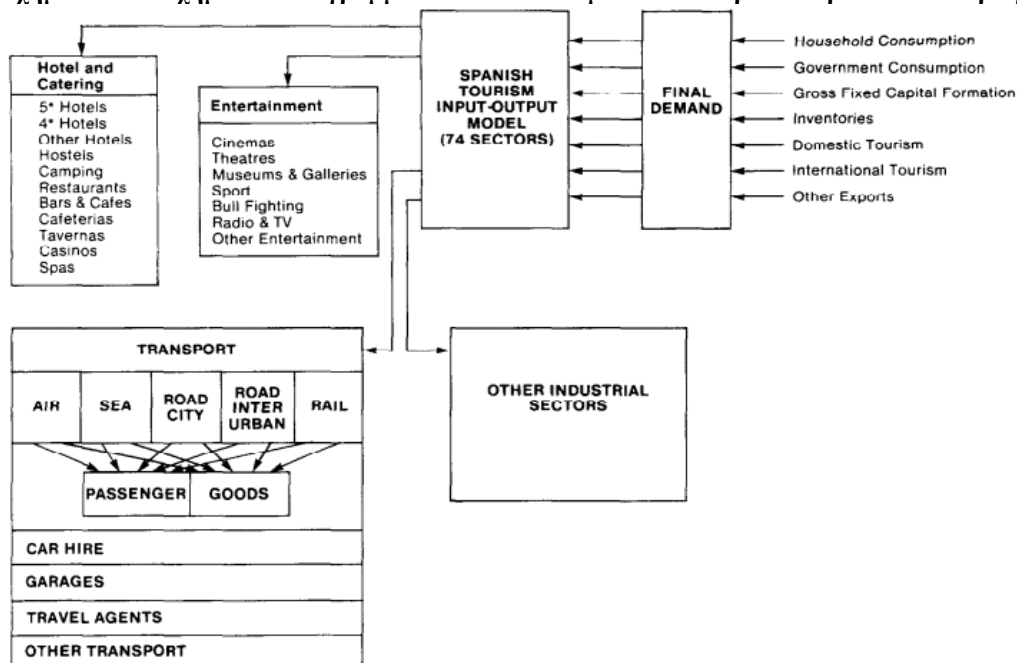 Hotel and
Catering
5* Hotels
4* Hotels
Other Hotels
Hostels
Camping
Restaurants
Bars & Cafes
Cafeterias
Tavernas
Casinos
Spas
Entertainment
Cinemas
Theatres
Museums & Galleries
Sport
Bull Fighting
Radio & TV
Other Entertainment
SPANISH
TOURISM
INPUT-OUTPUT
MODEL
(74 SECTORS)
FINAL
DEMAND
Household Consumption
Government Consumption
Gross Fixed Capital Formation
Inventories
Domestic Tourism
International Tourism
Other Exports
TRANSPORT
AIR
SEA
ROAD
CITY
ROAD
INTER
URBAN
RAIL
PASSENGER
GOODS
CAR HIRE
GARAGES
TRAVEL AGENTS
OTHER TRANSPORT
OTHER INDUSTRIAL
SECTORS